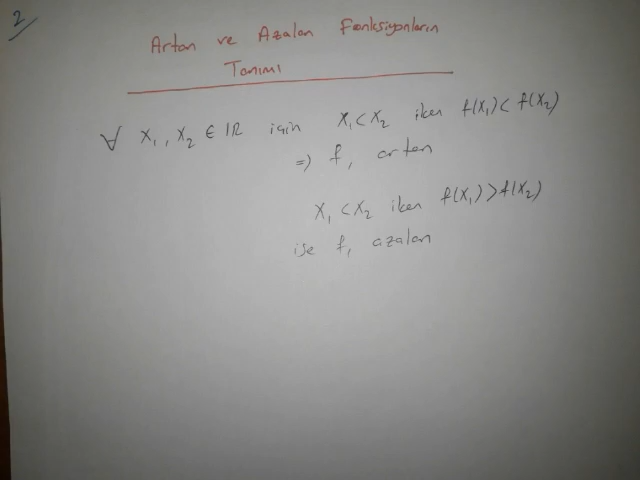 2
Artan ve Azalan Fonksiyonların
Tanımı
∀ x₁, x₂ ∈ IR için x₁ < x₂ iken f(x₁) < f(x₂)
=> f, artan
x₁ < x₂ iken f(x₁) > f(x₂)
ise f, azalan